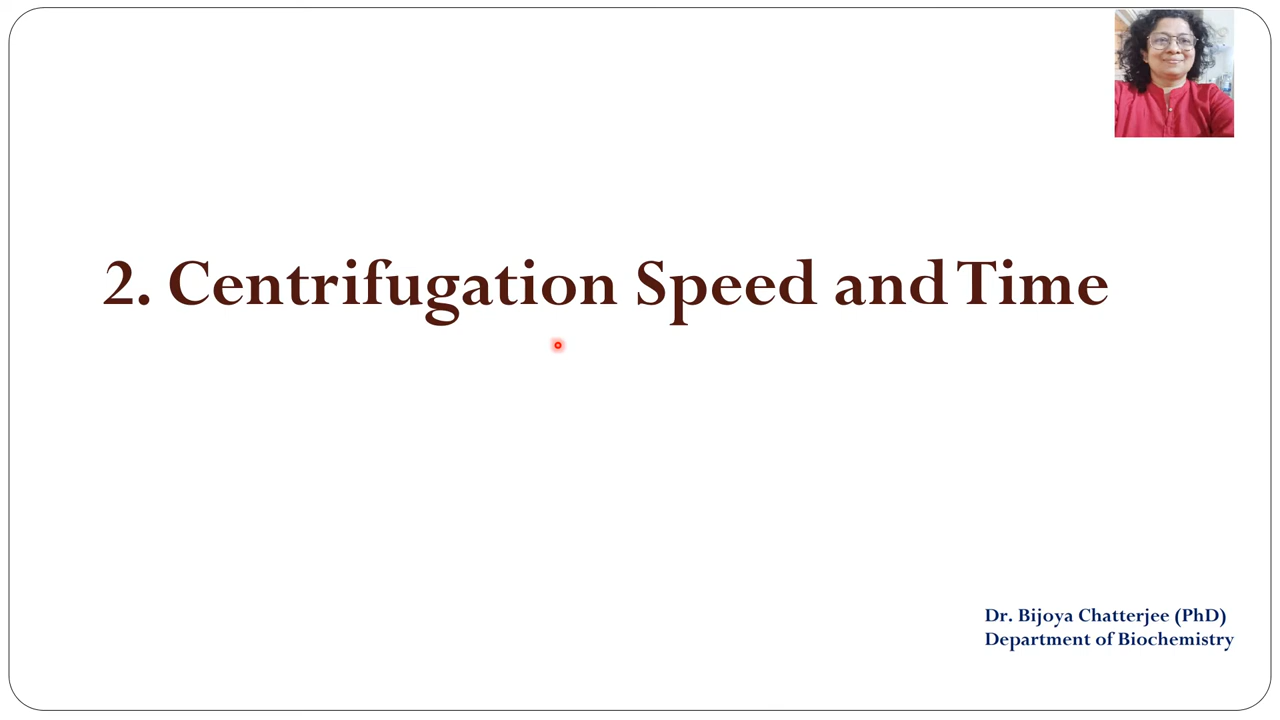 2. Centrifugation Speed and Time
Dr. Bijoya Chatterjee (PhD)
Department of Biochemistry